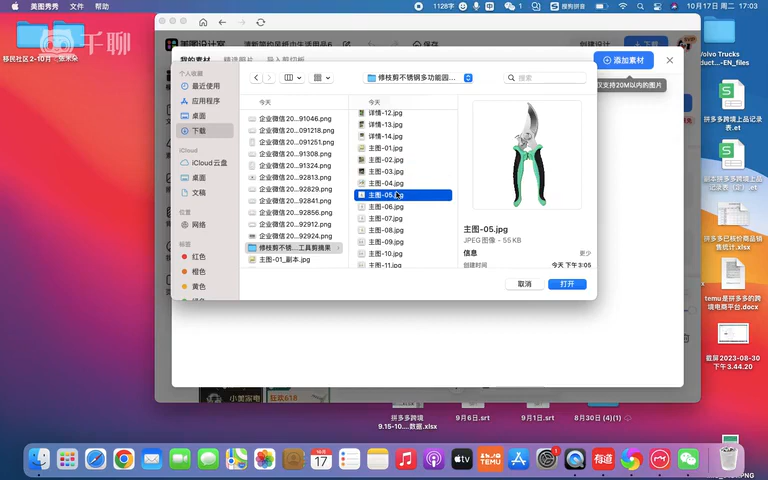 美图秀秀 文件 帮助
1128字
搜狗拼音
10月17日 周二 17:03
千聊
移民社区2-10月
美图设计室
添加素材
仅支持20M以内的图片
个人收藏
最近使用
应用程序
桌面
下载
iCloud
iCloud云盘
桌面
文稿
位置
网络
标签
红色
橙色
黄色
修枝剪不锈钢多功能园...
搜索
今天
企业微信20...91046.png
企业微信20...091218.png
企业微信20...091251.png
企业微信20...91308.png
企业微信20...91324.png
企业微信20...92813.png
企业微信20...92829.png
企业微信20...92841.png
企业微信20...92856.png
企业微信20...92912.png
企业微信20...92924.png
修枝剪不锈...工具剪摘果
主图-01_副本.jpg
今天
详情-12.jpg
详情-13.jpg
详情-14.jpg
主图-01.jpg
主图-02.jpg
主图-03.jpg
主图-04.jpg
主图-05.jpg
主图-06.jpg
主图-07.jpg
主图-08.jpg
主图-09.jpg
主图-10.jpg
主图-11.jpg
主图-05.jpg
JPEG图像 - 55 KB
信息
更少
创建时间
今天 下午3:05
取消
打开
Volvo Trucks
duct...-EN_files
拼多多跨境上品
记录表.et
副本拼多多跨境上品
记录表（定）.et
拼多多已核价商品销
售统计.xlsx
temu是拼多多的跨
境电商平台.docx
截屏2023-08-30
下午3.44.20
小黄家电
狂欢618
拼多多跨境
9.15-10....数据.xlsx
9月6日.srt
9月1日.srt
8月30日 (4)(1)
17
tv
加站
TEMU
有道